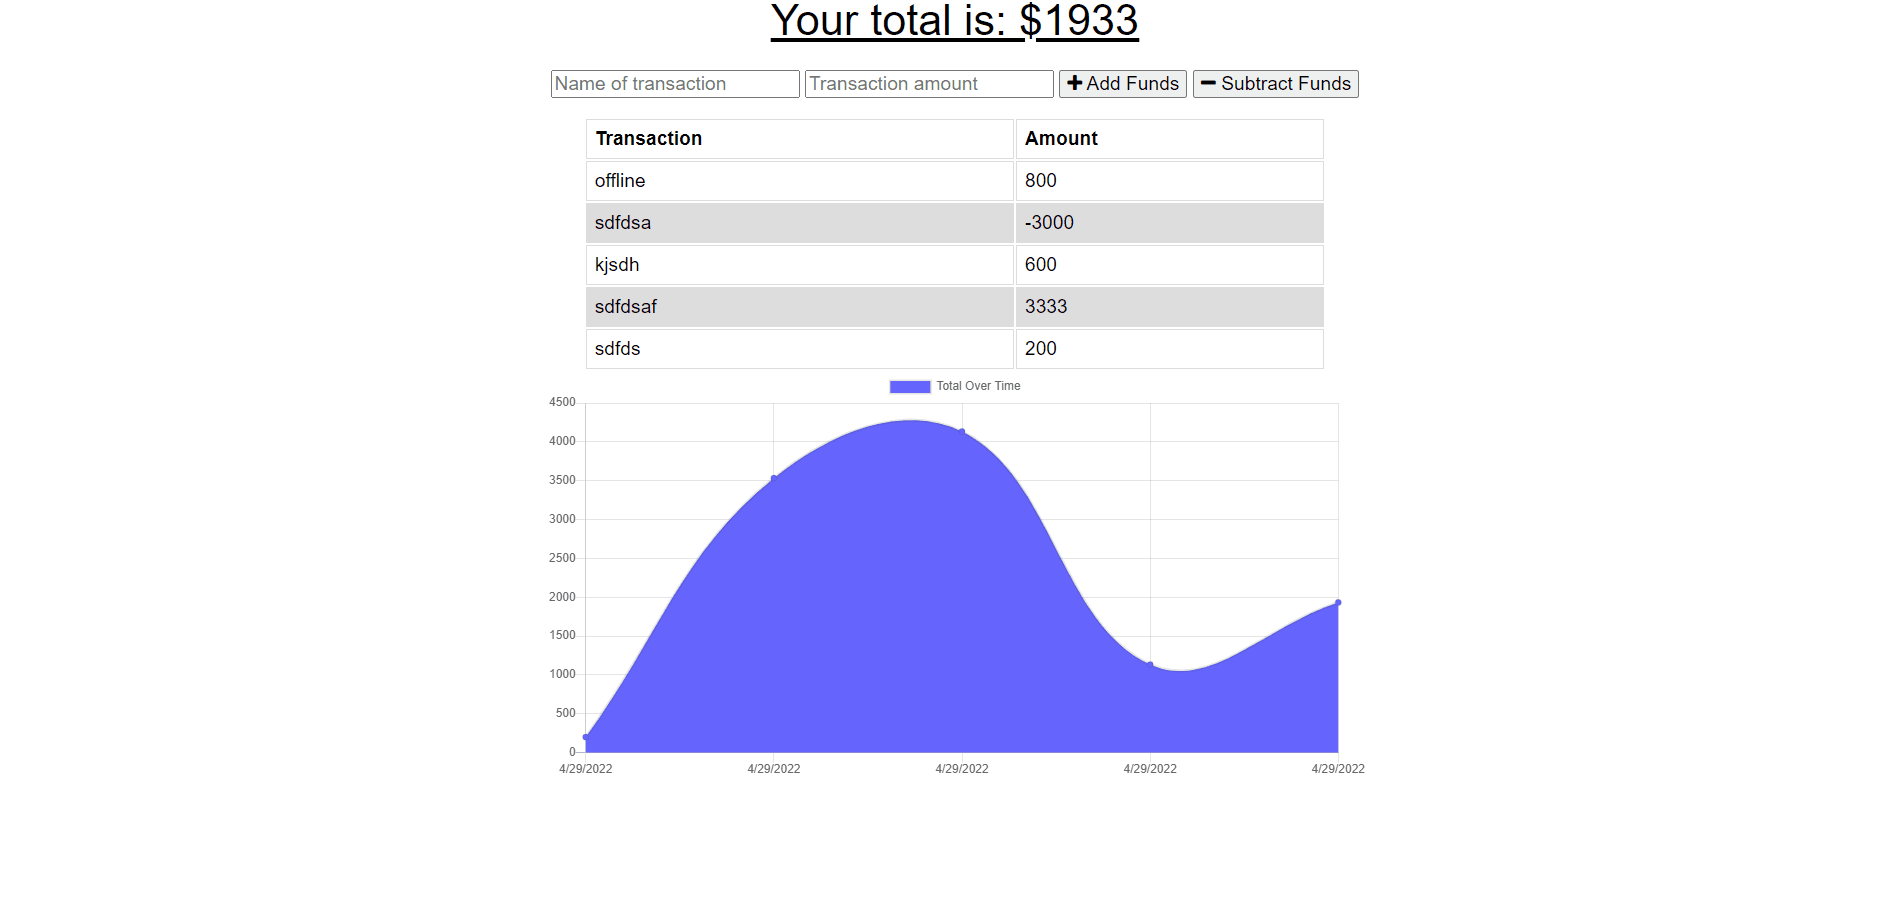 Your total is: $1933
Name of transaction Transaction amount Add Funds Subtract Funds
Transaction Amount
offline 800
sdfdsa -3000
kjsdh 600
sdfdsaf 3333
sdfds 200
Total Over Time
4500
4000
3500
3000
2500
2000
1500
1000
500
0
4/29/2022 4/29/2022 4/29/2022 4/29/2022 4/29/2022